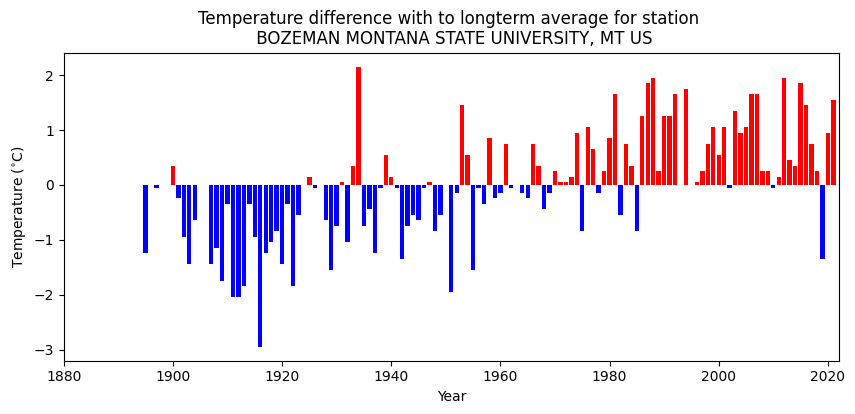 Temperature difference with to longterm average for station
BOZEMAN MONTANA STATE UNIVERSITY, MT US
Temperature (°C)
2
1
0
−1
−2
−3
1880 1900 1920 1940 1960 1980 2000 2020
Year